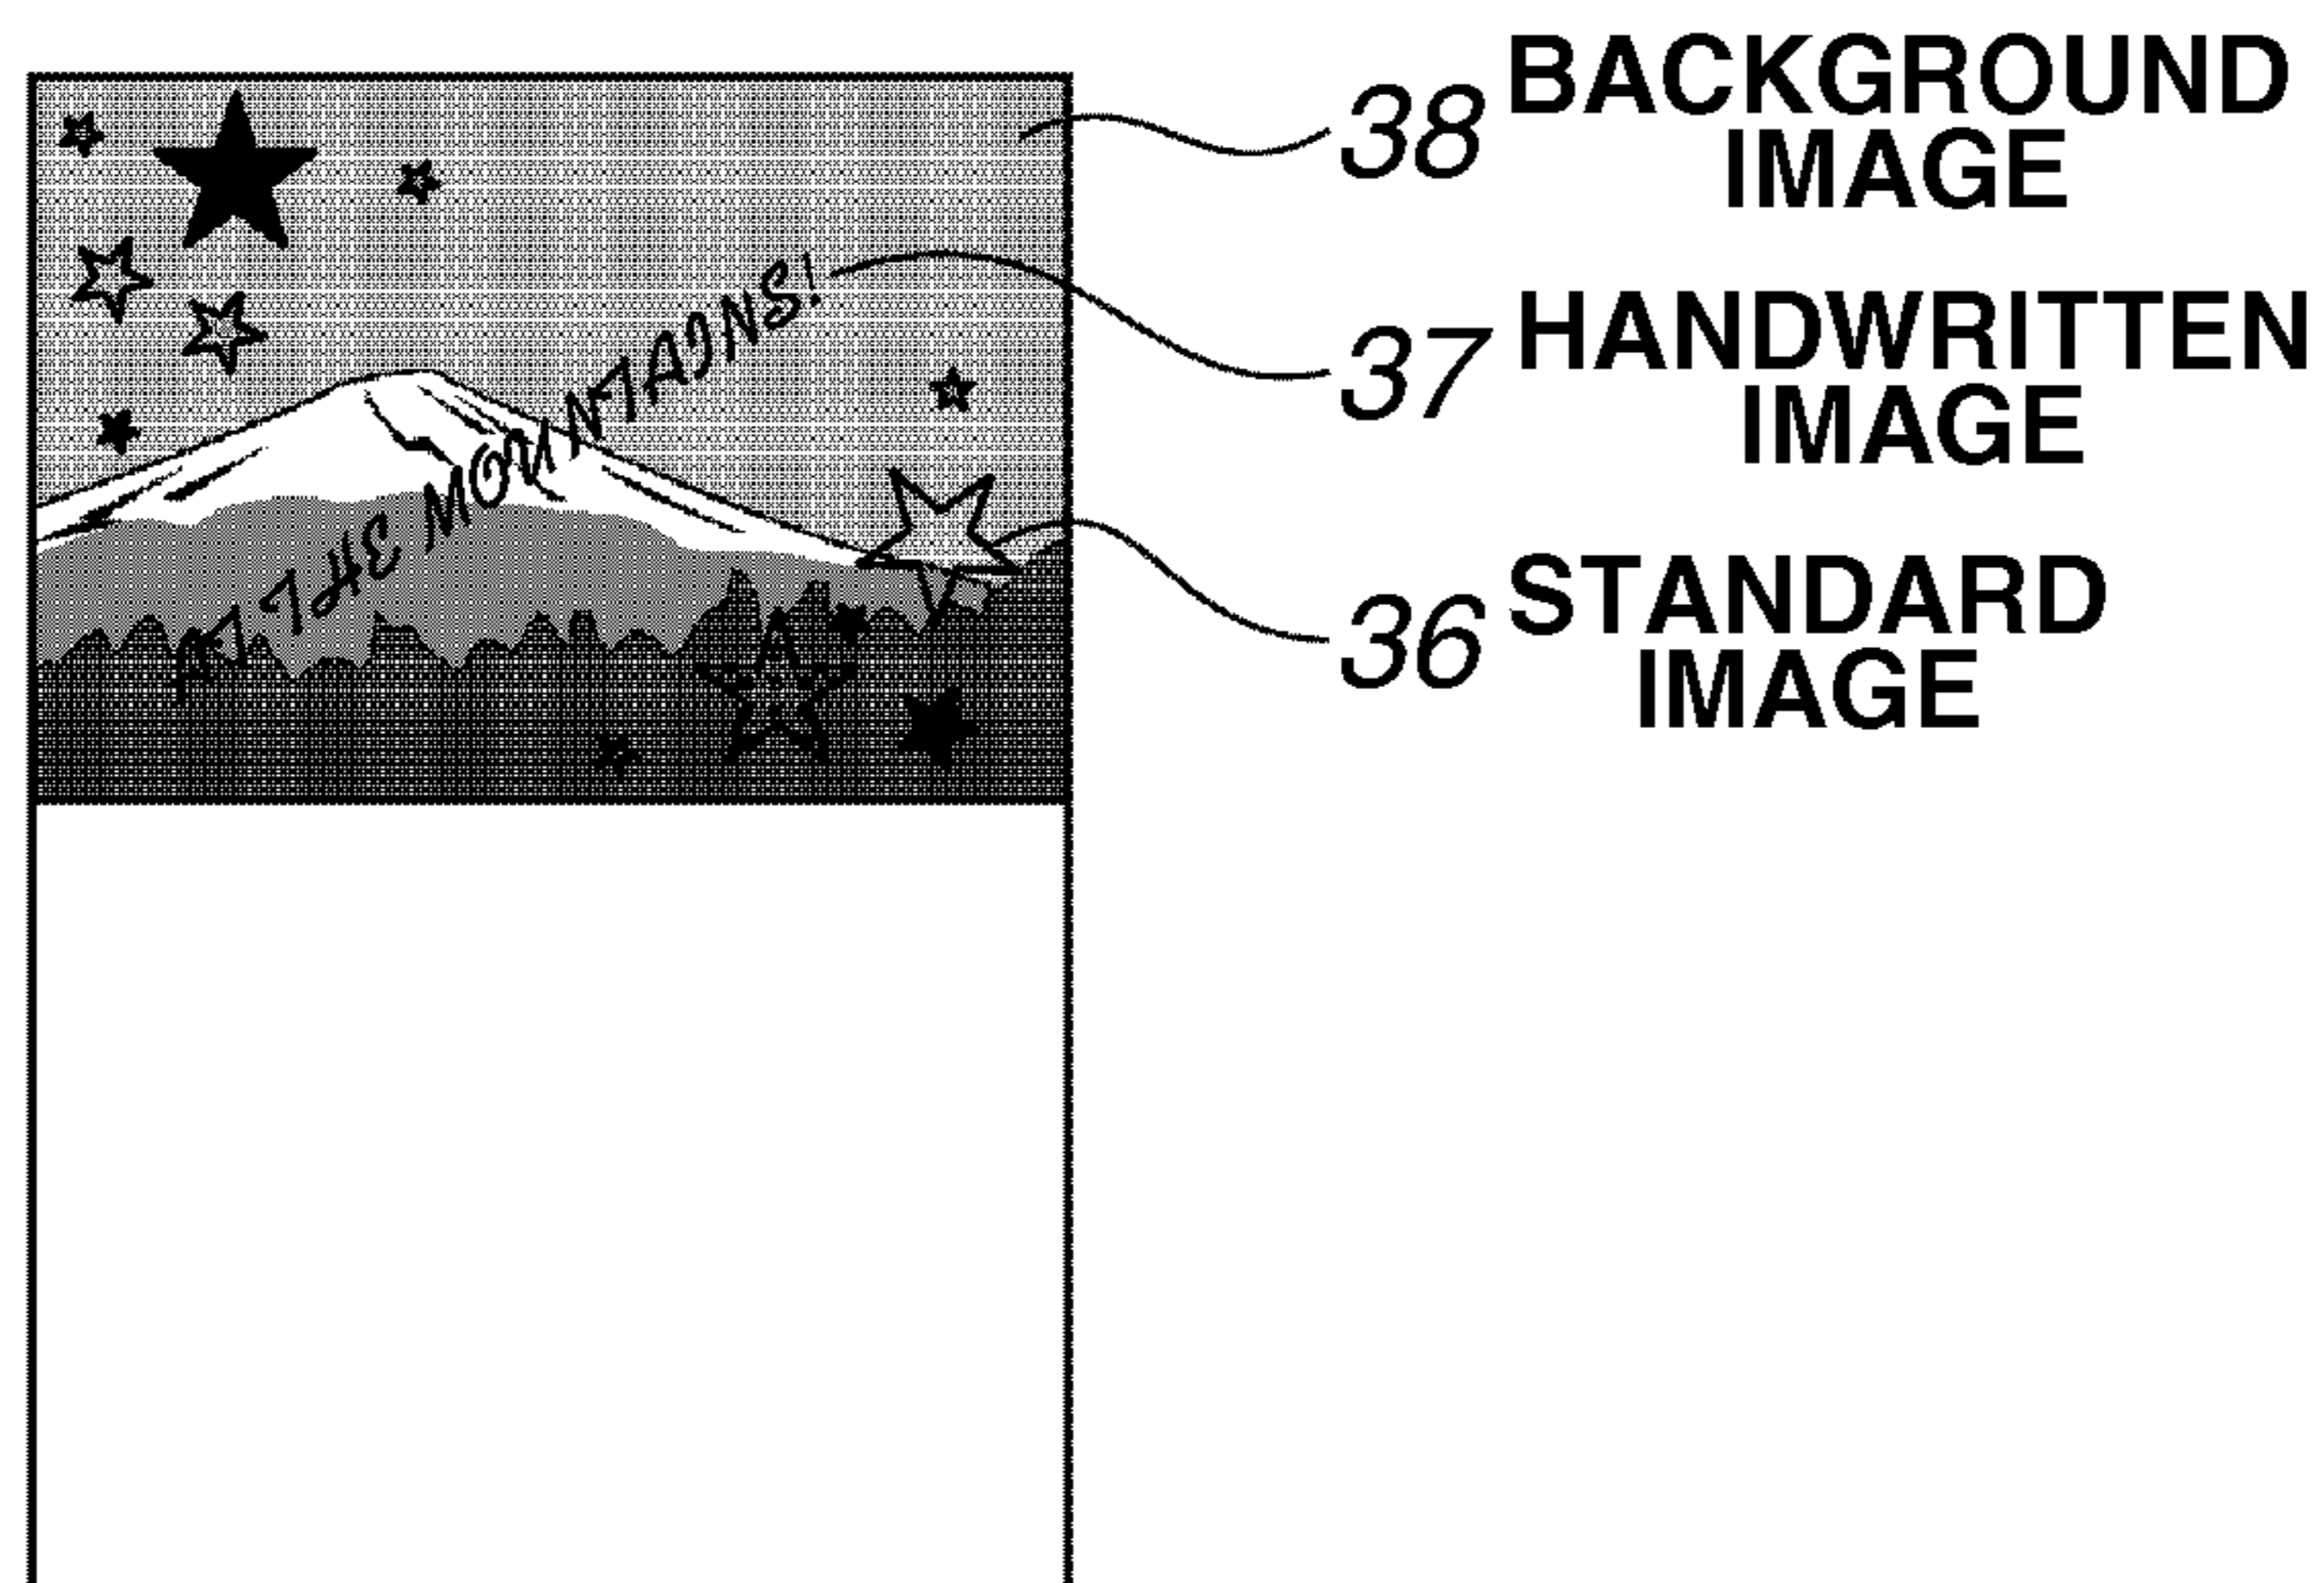 38 BACKGROUND
IMAGE
AT THE MOUNTAINS!
37 HANDWRITTEN
IMAGE
36 STANDARD
IMAGE